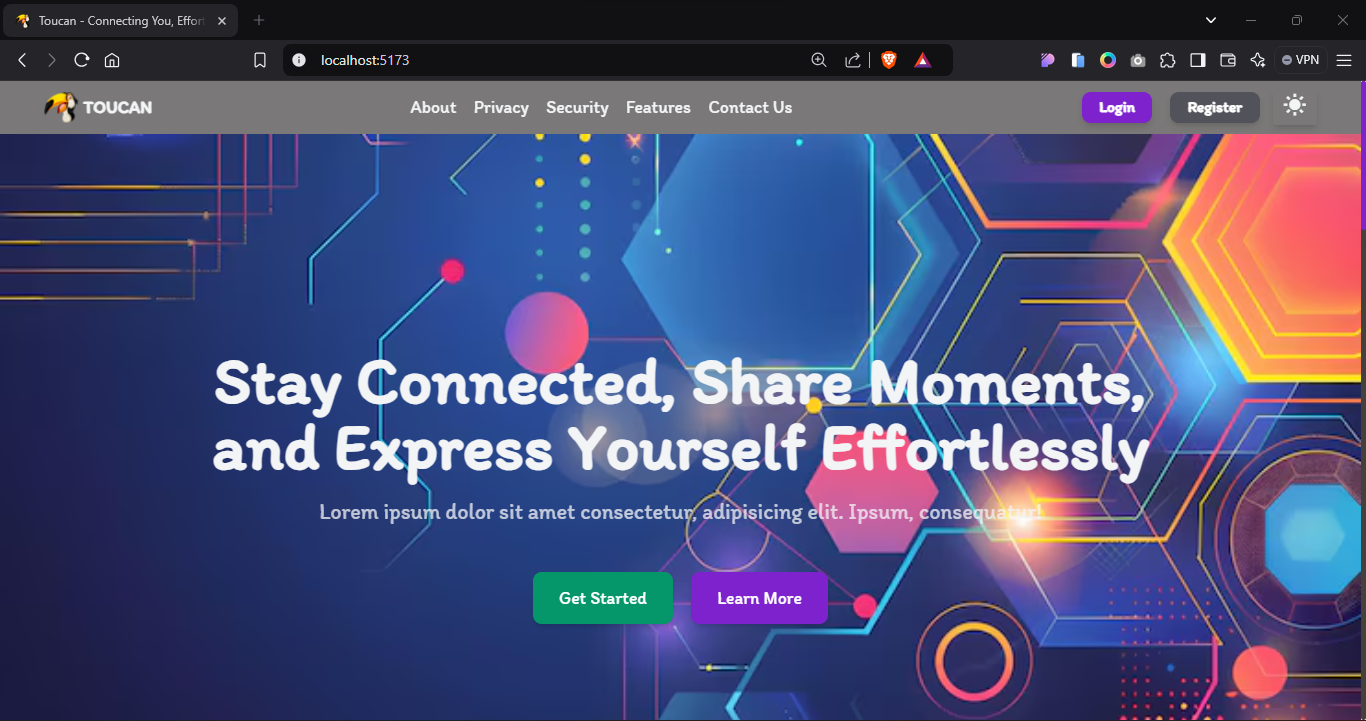 Toucan - Connecting You, Effor
localhost:5173
VPN
TOUCAN
About Privacy Security Features Contact Us
Login
Register
Stay Connected, Share Moments,
and Express Yourself Effortlessly
Lorem ipsum dolor sit amet consectetur, adipisicing elit. Ipsum, consequatur!
Get Started
Learn More